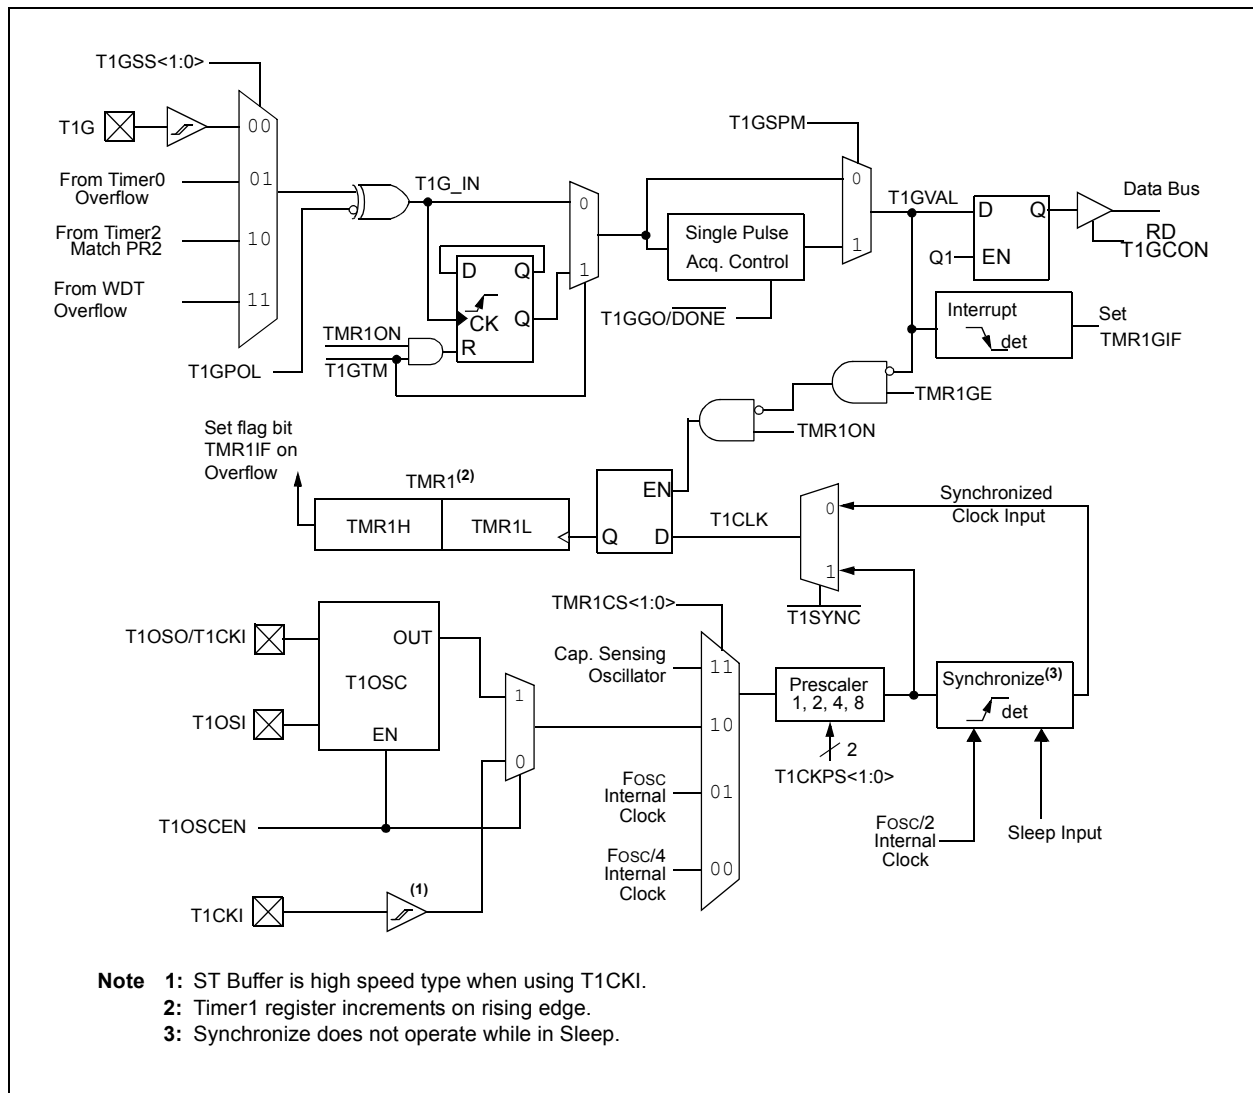 T1GSS<1:0>
T1G
00
From Timer0
Overflow
01
From Timer2
Match PR2
10
From WDT
Overflow
11
T1GPOL
T1G_IN
D
Q
CK
Q
R
TMR1ON
T1GTM
0
1
Single Pulse
Acq. Control
T1GGO/DONE
T1GSPM
0
1
T1GVAL
D
Q
Q1
EN
Data Bus
RD
T1GCON
Interrupt
det
Set
TMR1GIF
TMR1GE
TMR1ON
Set flag bit
TMR1IF on
Overflow
TMR1(2)
TMR1H
TMR1L
EN
Q
D
T1CLK
0
1
T1SYNC
Synchronized
Clock Input
T1OSO/T1CKI
OUT
T1OSC
T1OSI
EN
1
0
T1OSCEN
T1CKI
(1)
TMR1CS<1:0>
Cap. Sensing
Oscillator
11
10
FOSC
Internal
Clock
01
FOSC/4
Internal
Clock
00
Prescaler
1, 2, 4, 8
2
T1CKPS<1:0>
Synchronize(3)
det
FOSC/2
Internal
Clock
Sleep Input
Note 1: ST Buffer is high speed type when using T1CKI.
2: Timer1 register increments on rising edge.
3: Synchronize does not operate while in Sleep.